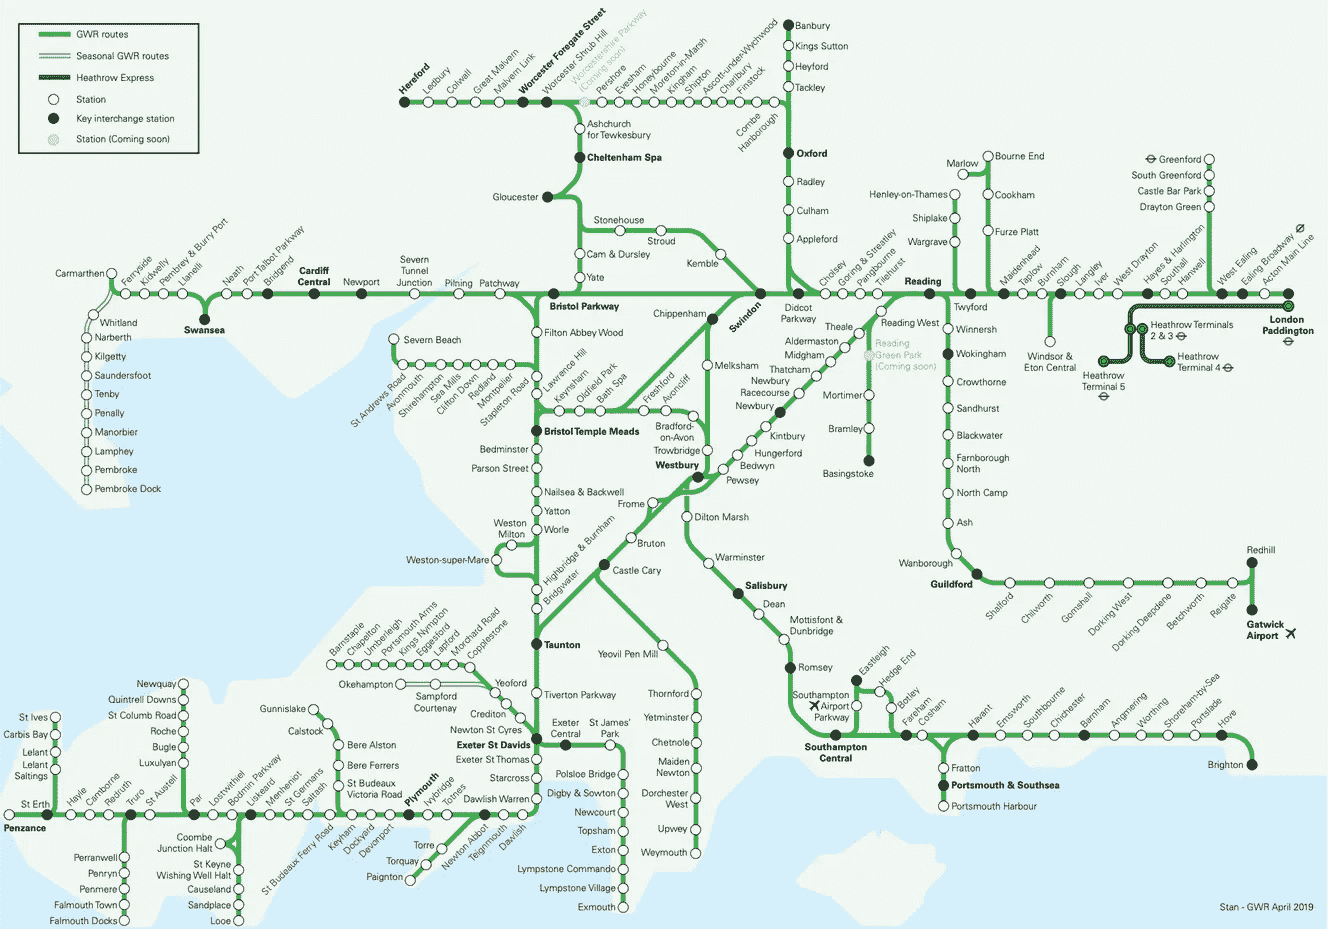 GWR routes
Seasonal GWR routes
Heathrow Express
Station
Key interchange station
Station (Coming soon)
Hereford
Ledbury
Colwall
Great Malvern
Malvern Link
Worcester Foregate Street
Worcester Shrub Hill
Worcestershire Parkway
(Coming soon)
Pershore
Evesham
Honeybourne
Moreton-in-Marsh
Kingham
Shipton
Ascott-under-Wychwood
Charlbury
Finstock
Combe
Hanborough
Banbury
Kings Sutton
Heyford
Tackley
Oxford
Radley
Culham
Appleford
Ashchurch
for Tewkesbury
Cheltenham Spa
Gloucester
Stonehouse
Stroud
Kemble
Cam & Dursley
Yate
Marlow
Bourne End
Cookham
Furze Platt
Henley-on-Thames
Shiplake
Wargrave
Greenford
South Greenford
Castle Bar Park
Drayton Green
Carmarthen
Ferryside
Kidwelly
Pembrey & Burry Port
Llanelli
Swansea
Neath
Port Talbot Parkway
Bridgend
Cardiff
Central
Newport
Severn
Tunnel
Junction
Pilning
Patchway
Bristol Parkway
Swindon
Didcot
Parkway
Cholsey
Goring & Streatley
Pangbourne
Tilehurst
Reading
Twyford
Maidenhead
Taplow
Burnham
Slough
Langley
Iver
West Drayton
Hayes & Harlington
Southall
Hanwell
West Ealing
Ealing Broadway
Acton Main Line
London
Paddington
Heathrow Terminals
2 & 3
Heathrow
Terminal 4
Heathrow
Terminal 5
Windsor &
Eton Central
Whitland
Narberth
Kilgetty
Saundersfoot
Tenby
Penally
Manorbier
Lamphey
Pembroke
Pembroke Dock
Severn Beach
St Andrews Road
Avonmouth
Shirehampton
Sea Mills
Clifton Down
Redland
Montpelier
Stapleton Road
Lawrence Hill
Filton Abbey Wood
Keynsham
Oldfield Park
Bath Spa
Freshford
Avoncliff
Bradford-
on-Avon
Trowbridge
Westbury
Chippenham
Melksham
Reading West
Theale
Aldermaston
Midgham
Thatcham
Newbury
Racecourse
Newbury
Kintbury
Hungerford
Bedwyn
Pewsey
Reading
Green Park
(Coming soon)
Mortimer
Bramley
Basingstoke
Winnersh
Wokingham
Crowthorne
Sandhurst
Blackwater
Farnborough
North
North Camp
Ash
Wanborough
Guildford
Shalford
Chilworth
Gomshall
Dorking West
Dorking Deepdene
Betchworth
Reigate
Redhill
Gatwick
Airport
Bristol Temple Meads
Bedminster
Parson Street
Nailsea & Backwell
Yatton
Worle
Weston
Milton
Weston-super-Mare
Highbridge & Burnham
Bridgwater
Taunton
Tiverton Parkway
Frome
Bruton
Castle Cary
Dilton Marsh
Warminster
Salisbury
Dean
Mottisfont &
Dunbridge
Romsey
Southampton
Central
Southampton
Airport
Parkway
Eastleigh
Hedge End
Botley
Fareham
Cosham
Havant
Emsworth
Southbourne
Chichester
Barnham
Angmering
Worthing
Shoreham-by-Sea
Portslade
Hove
Brighton
Fratton
Portsmouth & Southsea
Portsmouth Harbour
Yeovil Pen Mill
Thornford
Yetminster
Chetnole
Maiden
Newton
Dorchester
West
Upwey
Weymouth
Barnstaple
Chapelton
Umberleigh
Portsmouth Arms
Kings Nympton
Eggesford
Lapford
Morchard Road
Copplestone
Okehampton
Sampford
Courtenay
Yeoford
Crediton
Newton St Cyres
Exeter St Davids
Exeter
Central
St James'
Park
Polsloe Bridge
Digby & Sowton
Newcourt
Topsham
Exton
Lympstone Commando
Lympstone Village
Exmouth
Exeter St Thomas
Starcross
Dawlish Warren
Dawlish
Teignmouth
Newton Abbot
Torre
Torquay
Paignton
Totnes
Ivybridge
Plymouth
Devonport
Dockyard
Keyham
St Budeaux Ferry Road
Gunnislake
Calstock
Bere Alston
Bere Ferrers
St Budeaux
Victoria Road
Saltash
St Germans
Menheniot
Liskeard
Bodmin Parkway
Lostwithiel
Coombe
Junction Halt
St Keyne
Wishing Well Halt
Causeland
Sandplace
Looe
Par
Newquay
Quintrell Downs
St Columb Road
Roche
Bugle
Luxulyan
St Austell
Truro
Perranwell
Penryn
Penmere
Falmouth Town
Falmouth Docks
Redruth
Camborne
Hayle
St Erth
Penzance
St Ives
Carbis Bay
Lelant
Lelant
Saltings
Stan - GWR April 2019